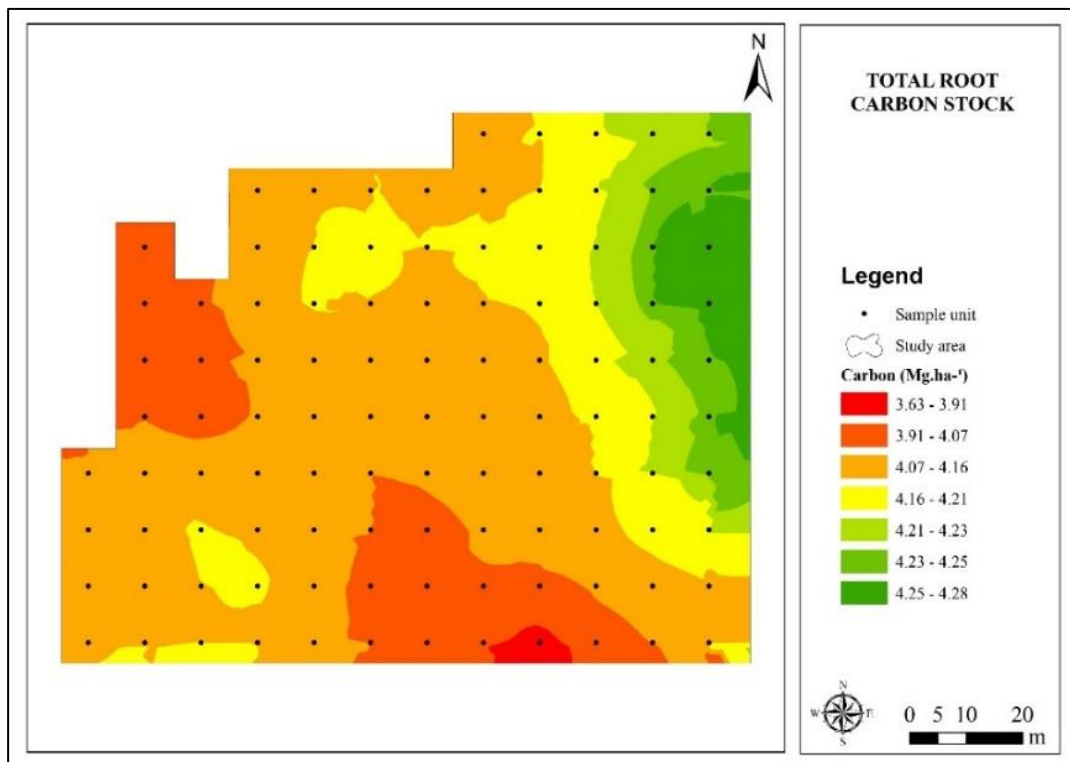 N
TOTAL ROOT
CARBON STOCK
Legend
Sample unit
Study area
Carbon (Mg.ha-¹)
3.63 - 3.91
3.91 - 4.07
4.07 - 4.16
4.16 - 4.21
4.21 - 4.23
4.23 - 4.25
4.25 - 4.28
N
W E
S
0 5 10 20
m